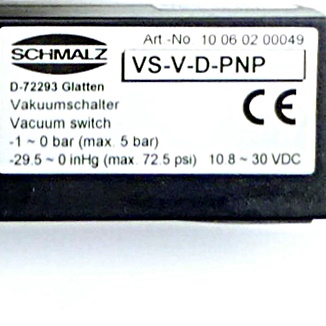 Art.-No 10 06 02 00049
SCHMALZ
VS-V-D-PNP
D-72293 Glatten
Vakuumschalter
Vacuum switch
CE
-1 ~ 0 bar (max. 5 bar)
-29.5 ~ 0 inHg (max. 72.5 psi) 10.8 ~ 30 VDC